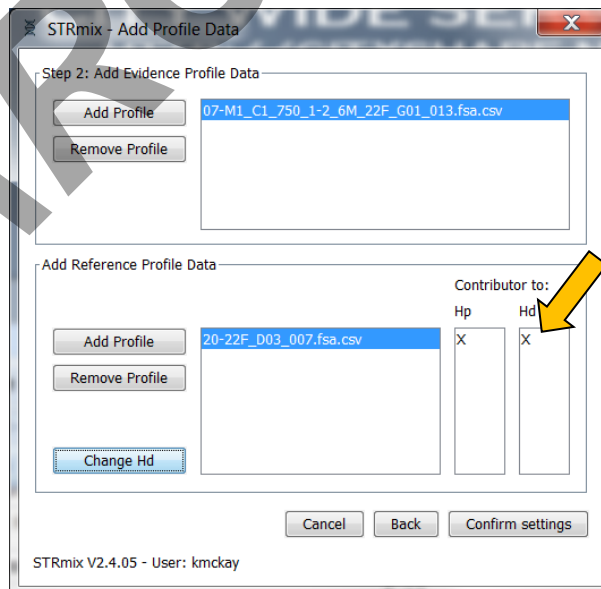 STRmix - Add Profile Data
Step 2: Add Evidence Profile Data
Add Profile
07-M1_C1_750_1-2_6M_22F_G01_013.fsa.csv
Remove Profile
Add Reference Profile Data
Contributor to:
Hp Hd
Add Profile
20-22F_D03_007.fsa.csv
X X
Remove Profile
Change Hd
Cancel Back Confirm settings
STRmix V2.4.05 - User: kmckay